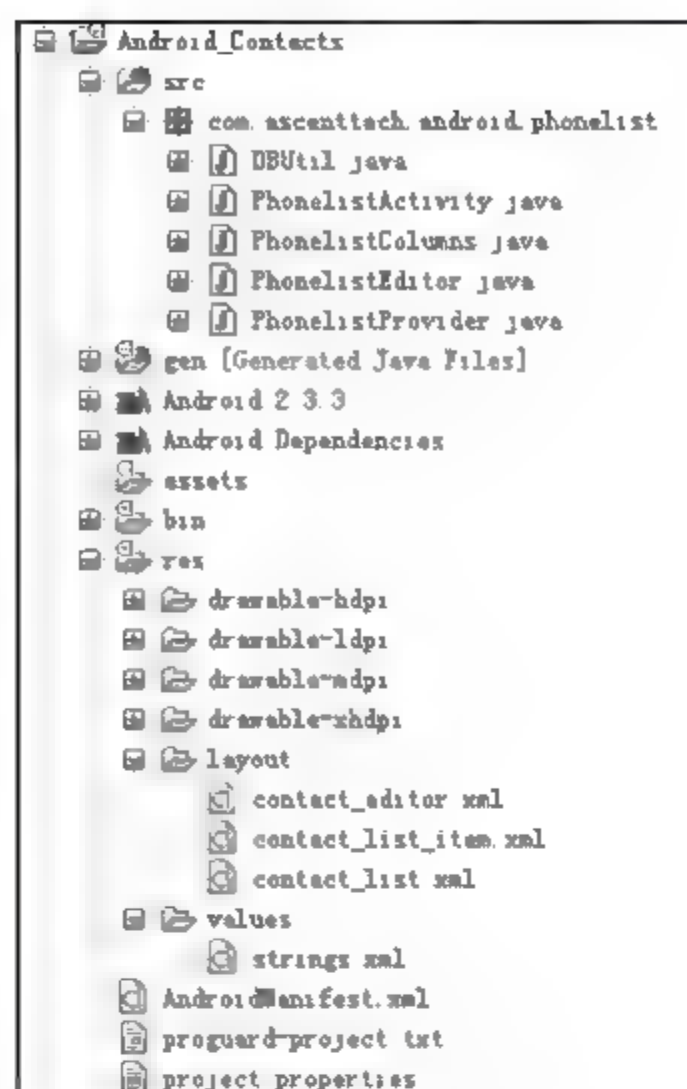 Android_Contacts
src
com.ascenttech.android.phonelist
DBUtil.java
PhonelistActivity.java
PhonelistColumns.java
PhonelistEditor.java
PhonelistProvider.java
gen [Generated Java Files]
Android 2.3.3
Android Dependencies
assets
bin
res
drawable-hdpi
drawable-ldpi
drawable-mdpi
drawable-xhdpi
layout
contact_editor.xml
contact_list_item.xml
contact_list.xml
values
strings.xml
AndroidManifest.xml
proguard-project.txt
project.properties